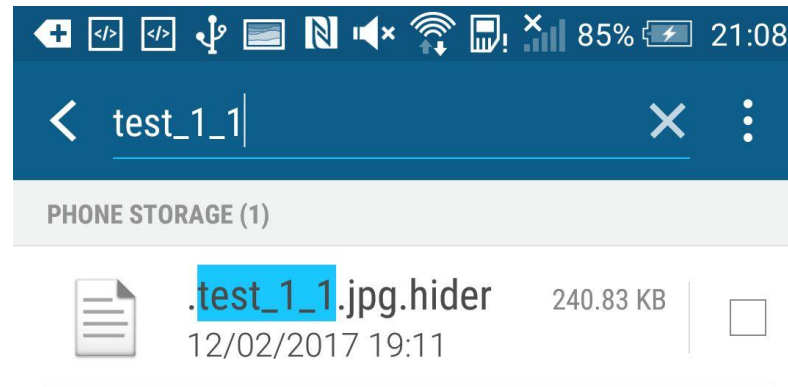 85% 21:08
test_1_1
PHONE STORAGE (1)
.test_1_1.jpg.hider 240.83 KB
12/02/2017 19:11